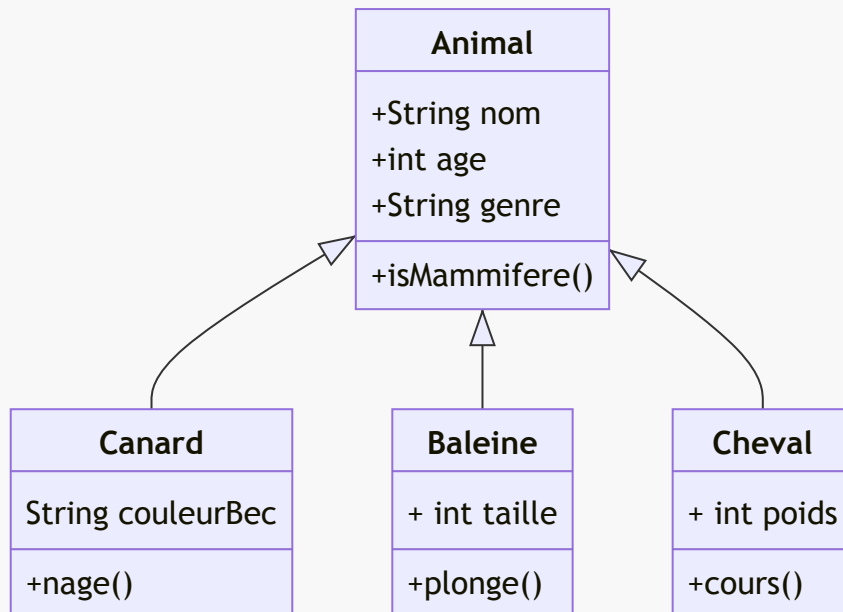 Animal
+String nom
+int age
+String genre
+isMammifere()
Canard
String couleurBec
+nage()
Baleine
+ int taille
+plonge()
Cheval
+ int poids
+cours()